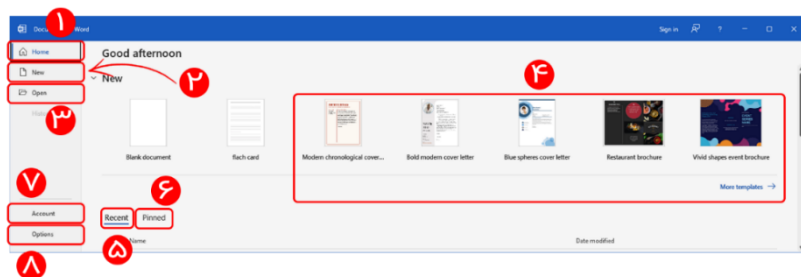 ۱
Word
Sign in
?
Home
Good afternoon
New
۲
New
۴
Open
۳
Blank document
flach card
Modern chronological cover...
Bold modern cover letter
Blue spheres cover letter
Restaurant brochure
Vivid shapes event brochure
۷
۶
More templates
Account
Recent
Pinned
Options
۵
Name
Date modified
۸